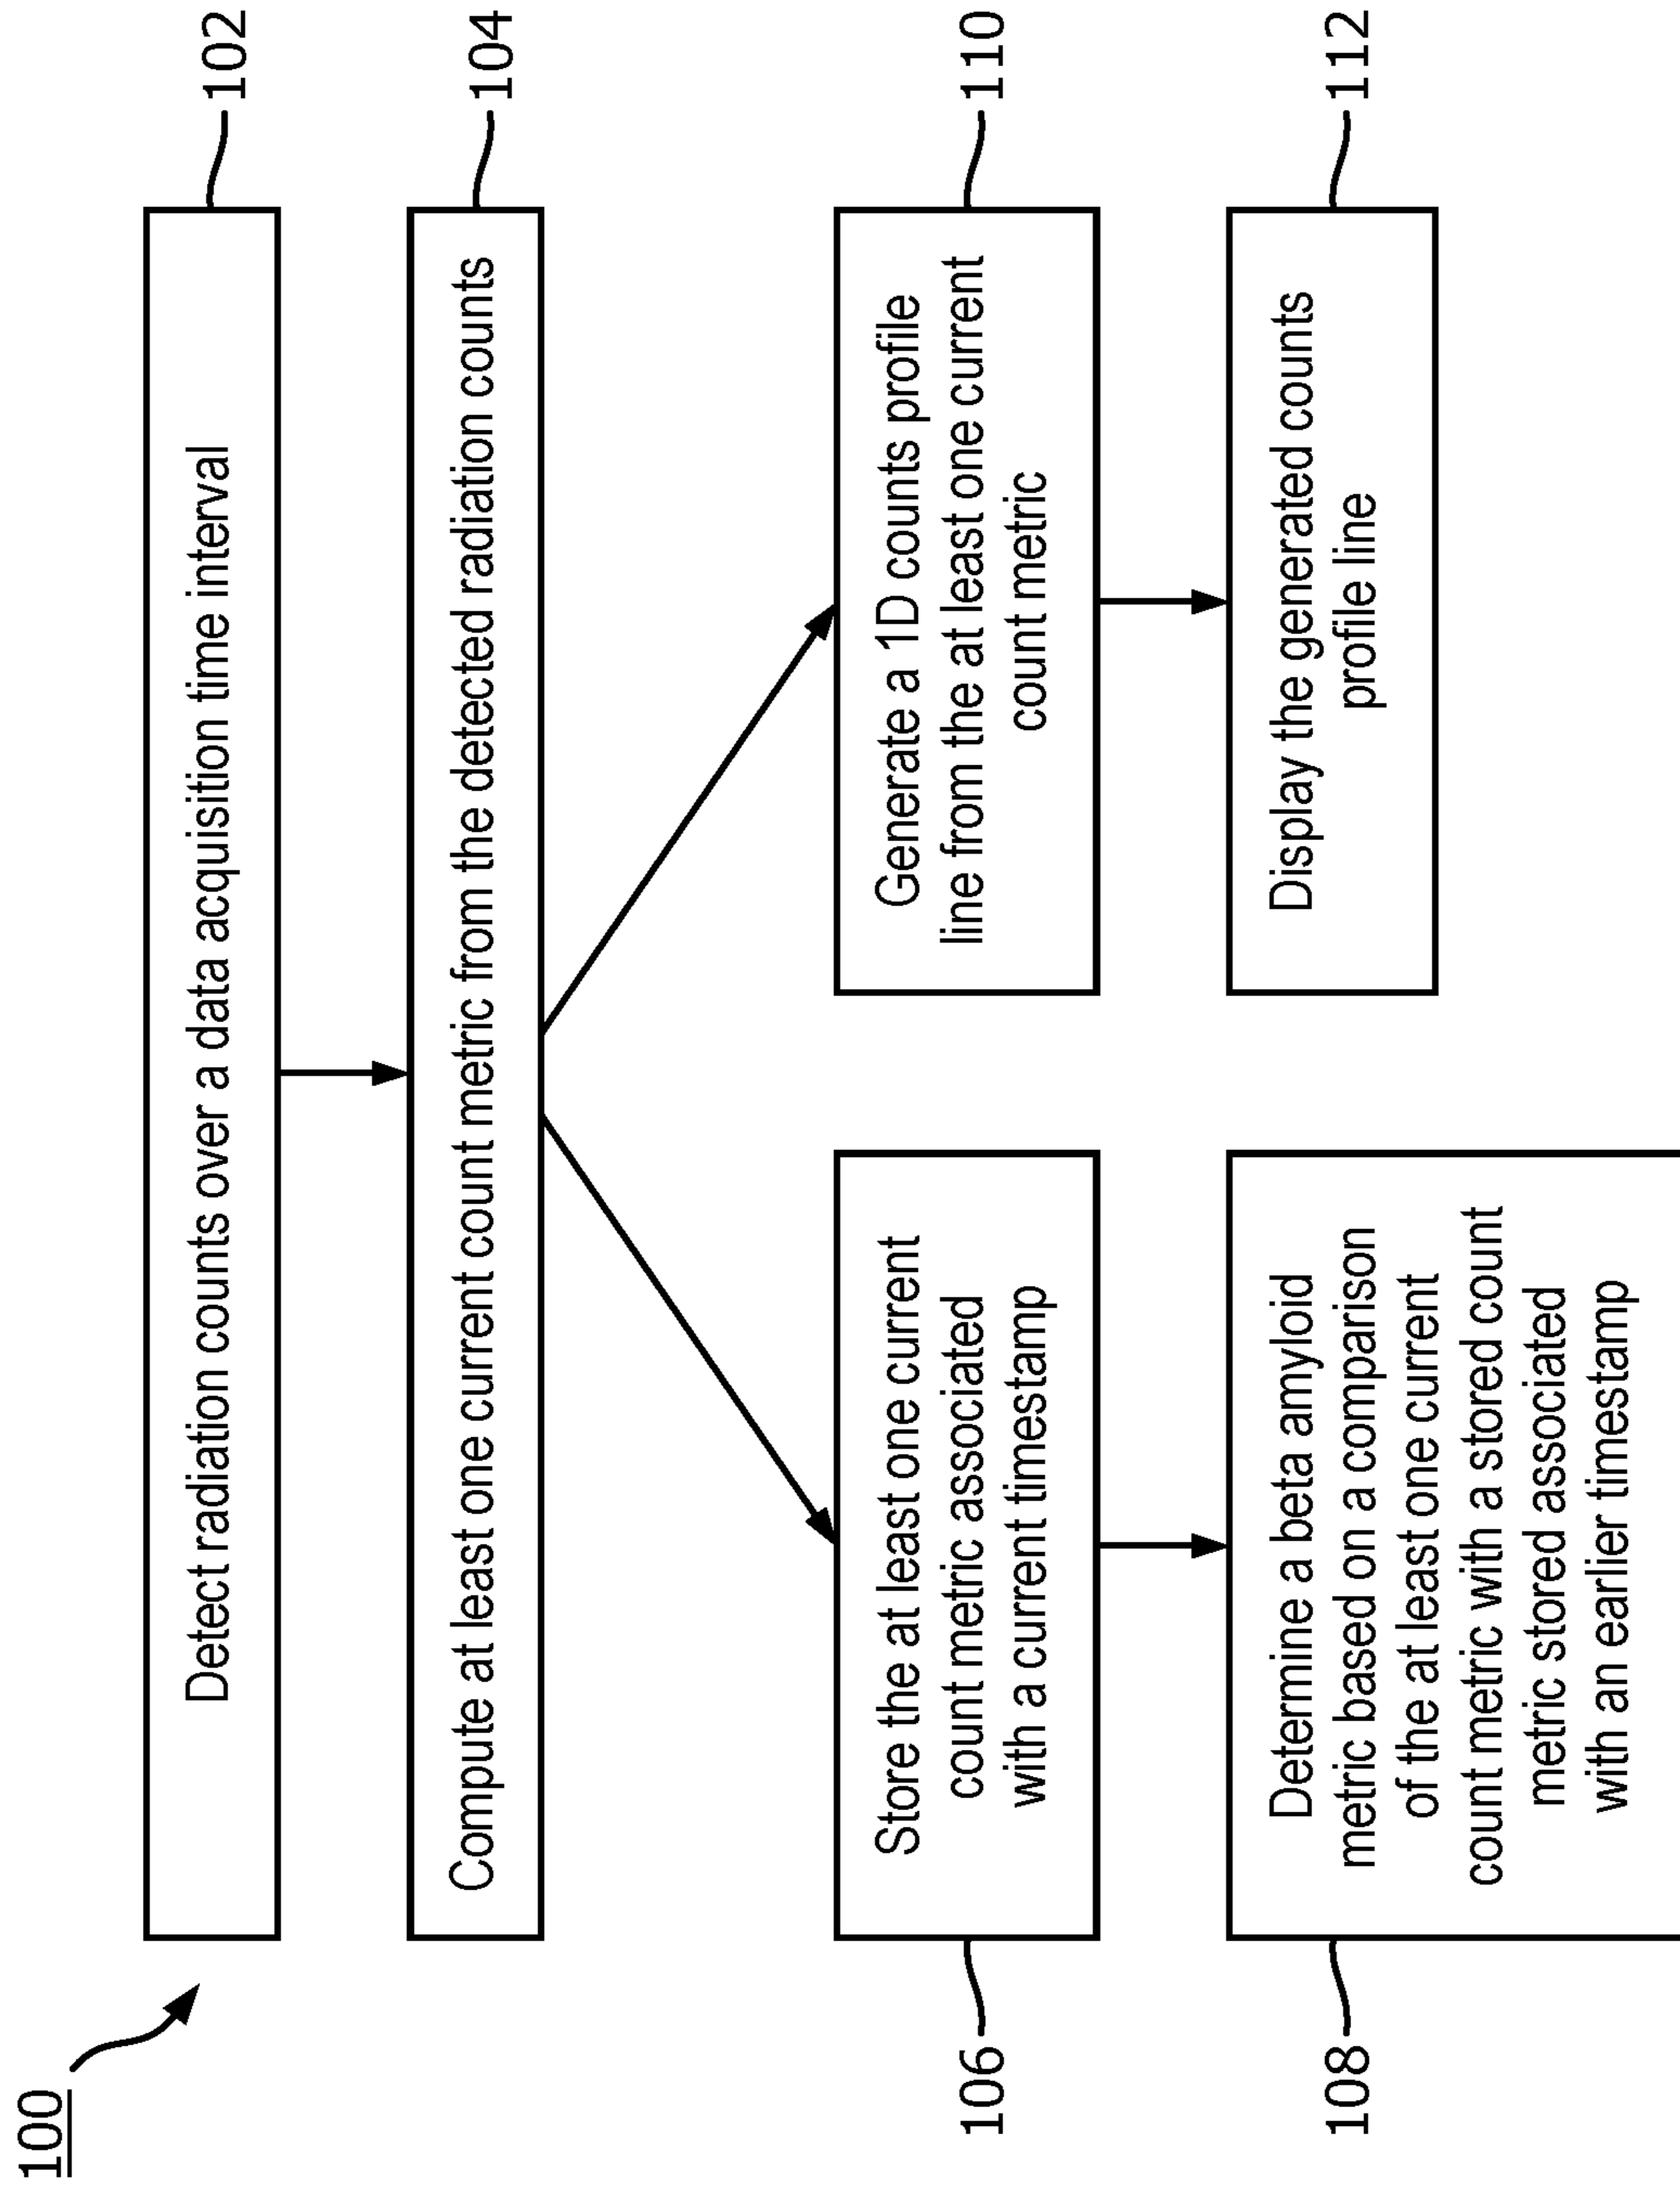 100
Detect radiation counts over a data acquisition time interval
102
Compute at least one current count metric from the detected radiation counts
104
106
Store the at least one current
count metric associated
with a current timestamp
108
Determine a beta amyloid
metric based on a comparison
of the at least one current
count metric with a stored count
metric stored associated
with an earlier timestamp
Generate a 1D counts profile
line from the at least one current
count metric
110
Display the generated counts
profile line
112